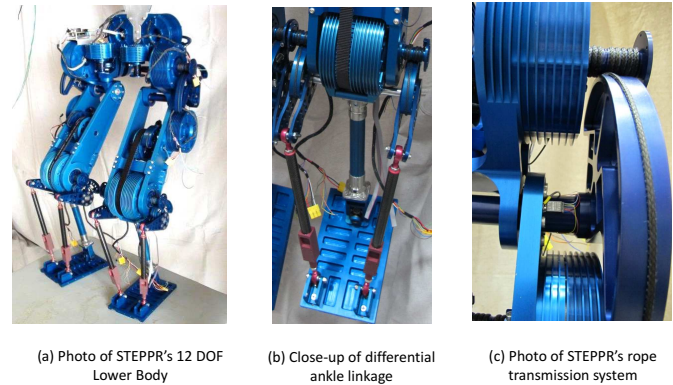 (a) Photo of STEPPR's 12 DOF
Lower Body
(b) Close-up of differential
ankle linkage
(c) Photo of STEPPR's rope
transmission system